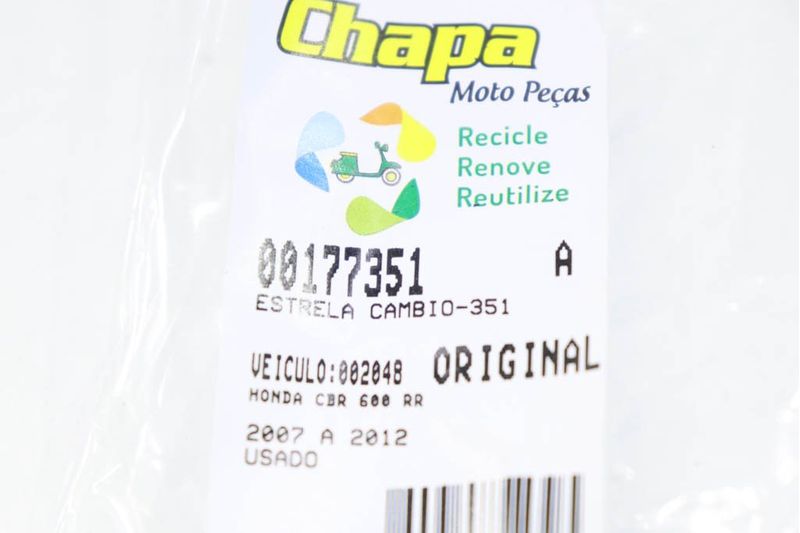 Chapa
Moto Peças
Recicle
Renove
Reutilize
00177351 A
ESTRELA CAMBIO-351
VEICULO:002048 ORIGINAL
HONDA CBR 600 RR
2007 A 2012
USADO